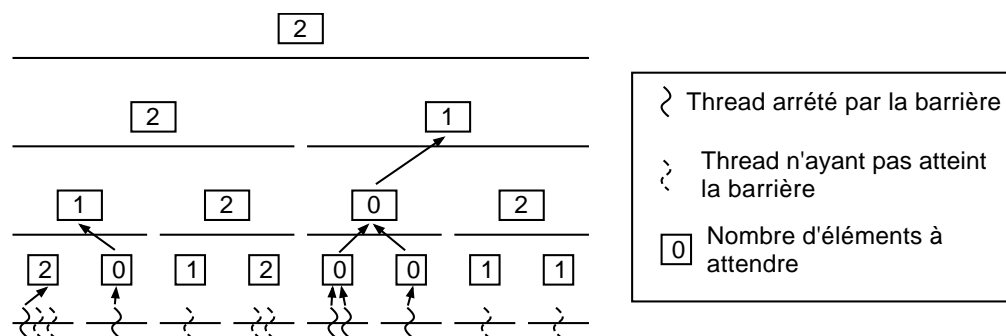 2
2 1
1 2 0 2
2 0 1 2 0 0 1 1
Thread arrété par la barrière
Thread n'ayant pas atteint
la barrière
0
Nombre d'éléments à
attendre